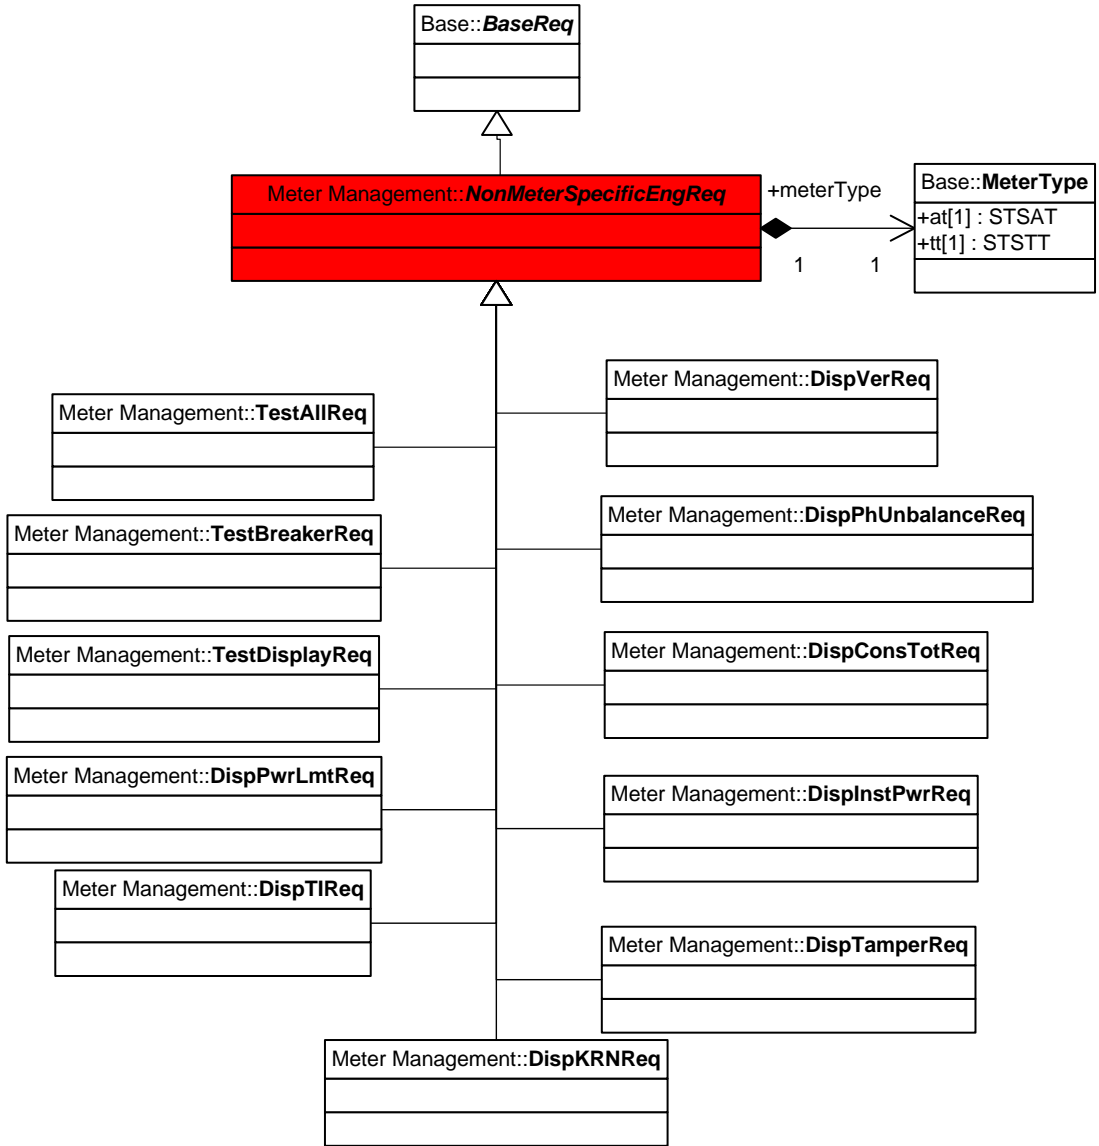 Base::BaseReq
Meter Management::NonMeterSpecificEngReq
+meterType
1
1
Base::MeterType
+at[1] : STSAT
+tt[1] : STSTT
Meter Management::DispVerReq
Meter Management::TestAllReq
Meter Management::DispPhUnbalanceReq
Meter Management::TestBreakerReq
Meter Management::DispConsTotReq
Meter Management::TestDisplayReq
Meter Management::DispPwrLmtReq
Meter Management::DispInstPwrReq
Meter Management::DispTIReq
Meter Management::DispTamperReq
Meter Management::DispKRNReq